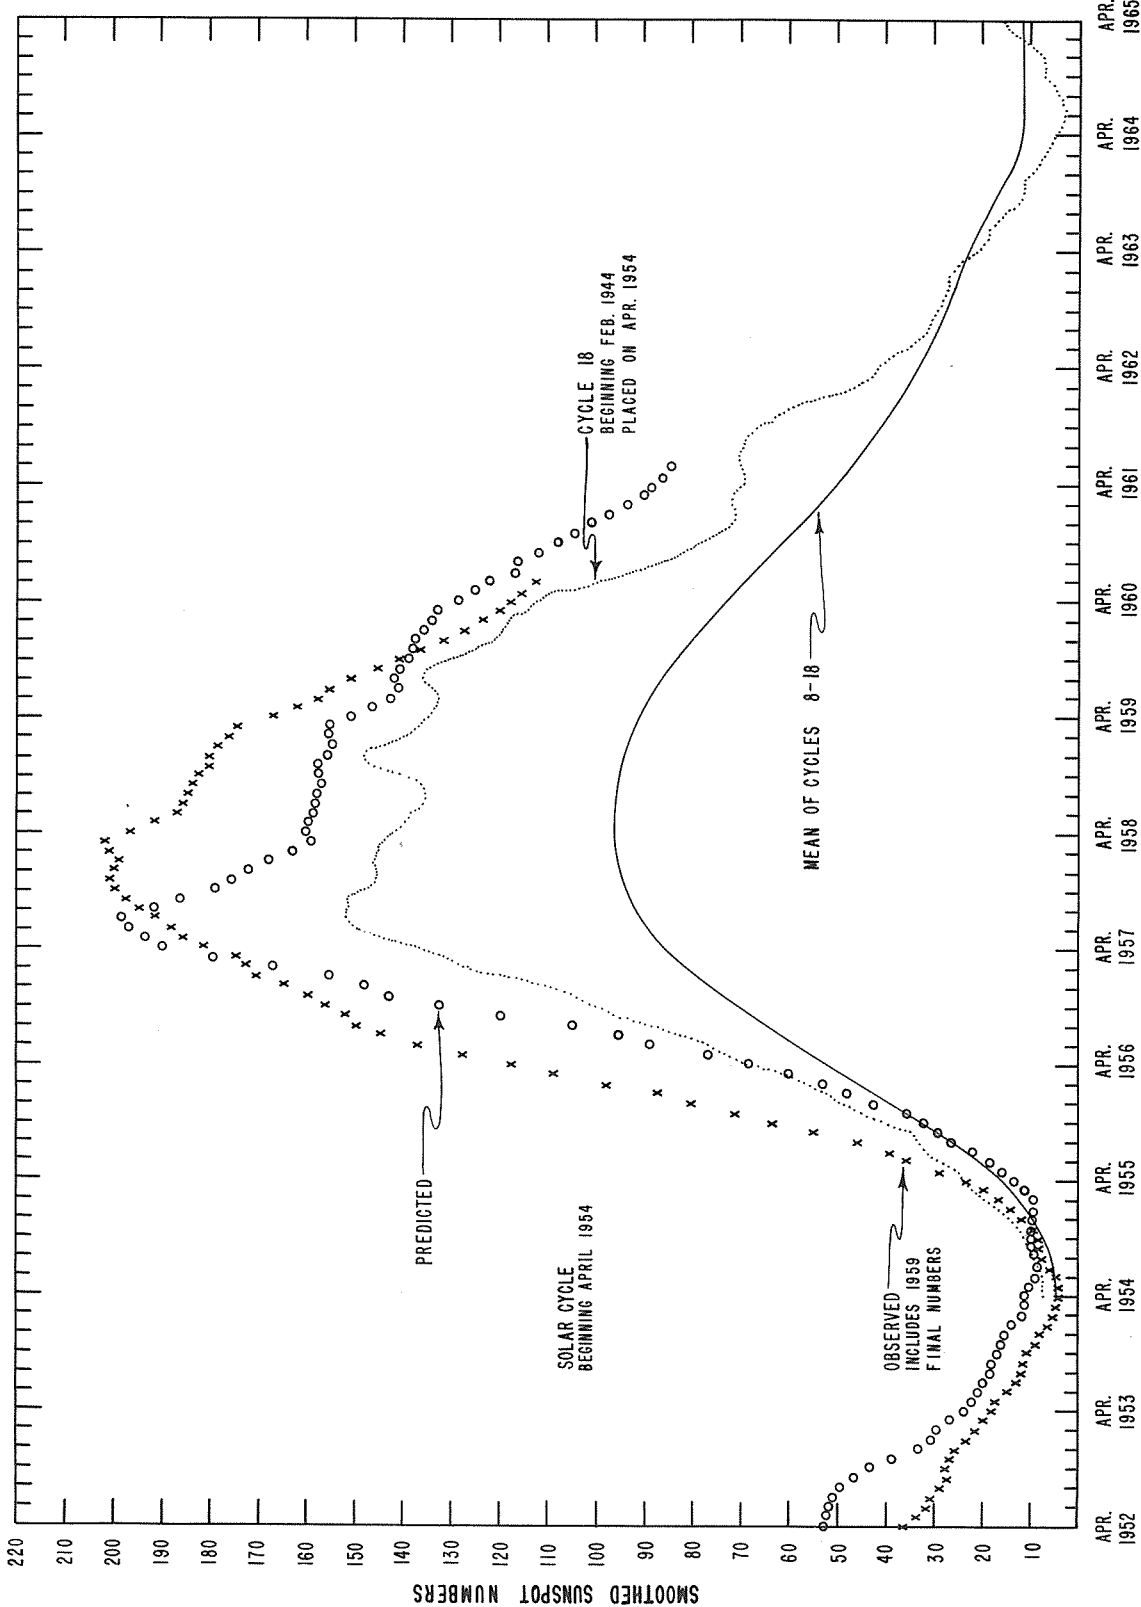 SMOOTHED SUNSPOT NUMBERS
220
210
200
190
180
170
160
150
140
130
120
110
100
90
80
70
60
50
40
30
20
10
PREDICTED
SOLAR CYCLE
BEGINNING APRIL 1954
OBSERVED
INCLUDES 1959
FINAL NUMBERS
CYCLE 18
BEGINNING FEB. 1944
PLACED ON APR. 1954
MEAN OF CYCLES 8-18
APR.
1952
APR.
1953
APR.
1954
APR.
1955
APR.
1956
APR.
1957
APR.
1958
APR.
1959
APR.
1960
APR.
1961
APR.
1962
APR.
1963
APR.
1964
APR.
1965